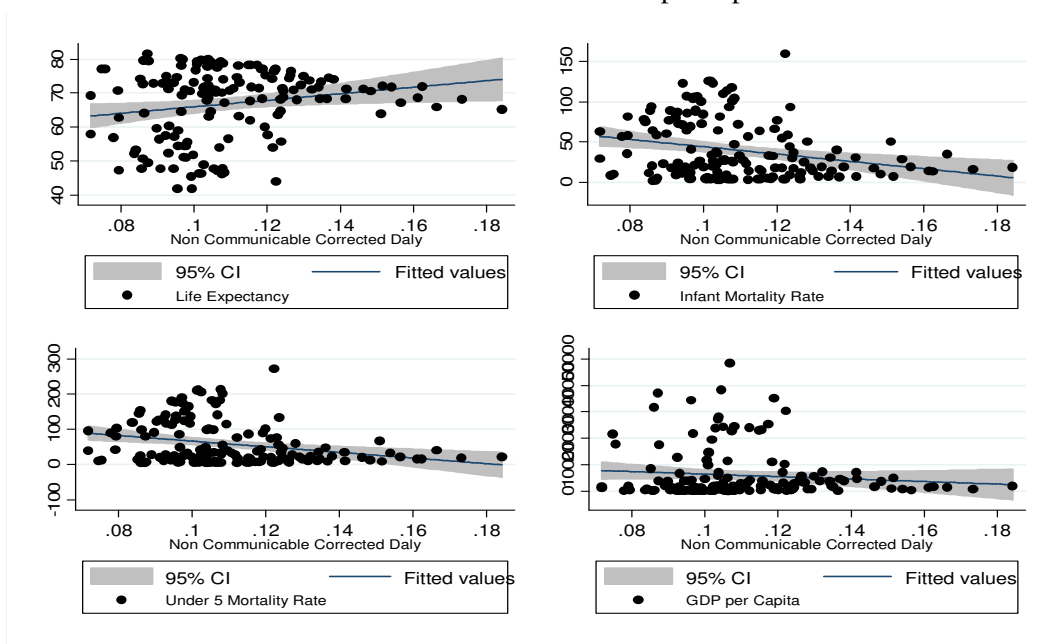 80
70
60
50
40
.08 .1 .12 .14 .16 .18
Non Communicable Corrected Daly
95% CI Fitted values
Life Expectancy
150
100
50
0
.08 .1 .12 .14 .16 .18
Non Communicable Corrected Daly
95% CI Fitted values
Infant Mortality Rate
300
200
100
0
-100
.08 .1 .12 .14 .16 .18
Non Communicable Corrected Daly
95% CI Fitted values
Under 5 Mortality Rate
.08 .1 .12 .14 .16 .18
Non Communicable Corrected Daly
95% CI Fitted values
GDP per Capita